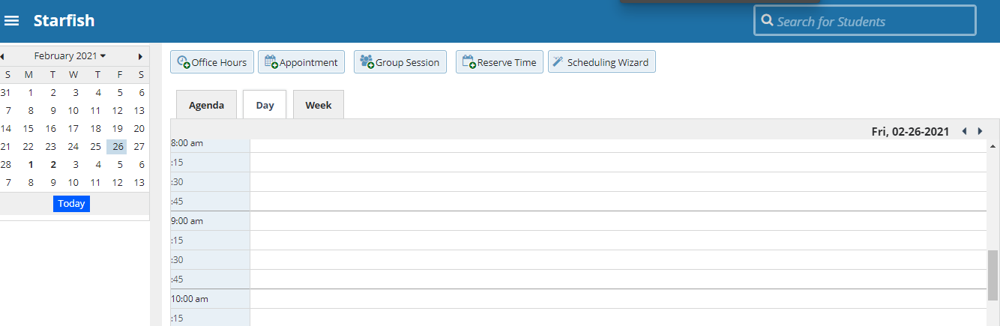 Starfish
Search for Students
February 2021
S M T W T F S
31 1 2 3 4 5 6
7 8 9 10 11 12 13
14 15 16 17 18 19 20
21 22 23 24 25 26 27
28 1 2 3 4 5 6
7 8 9 10 11 12 13
Today
Office Hours Appointment Group Session Reserve Time Scheduling Wizard
Agenda Day Week
Fri, 02-26-2021
8:00 am
:15
:30
:45
9:00 am
:15
:30
:45
10:00 am
:15